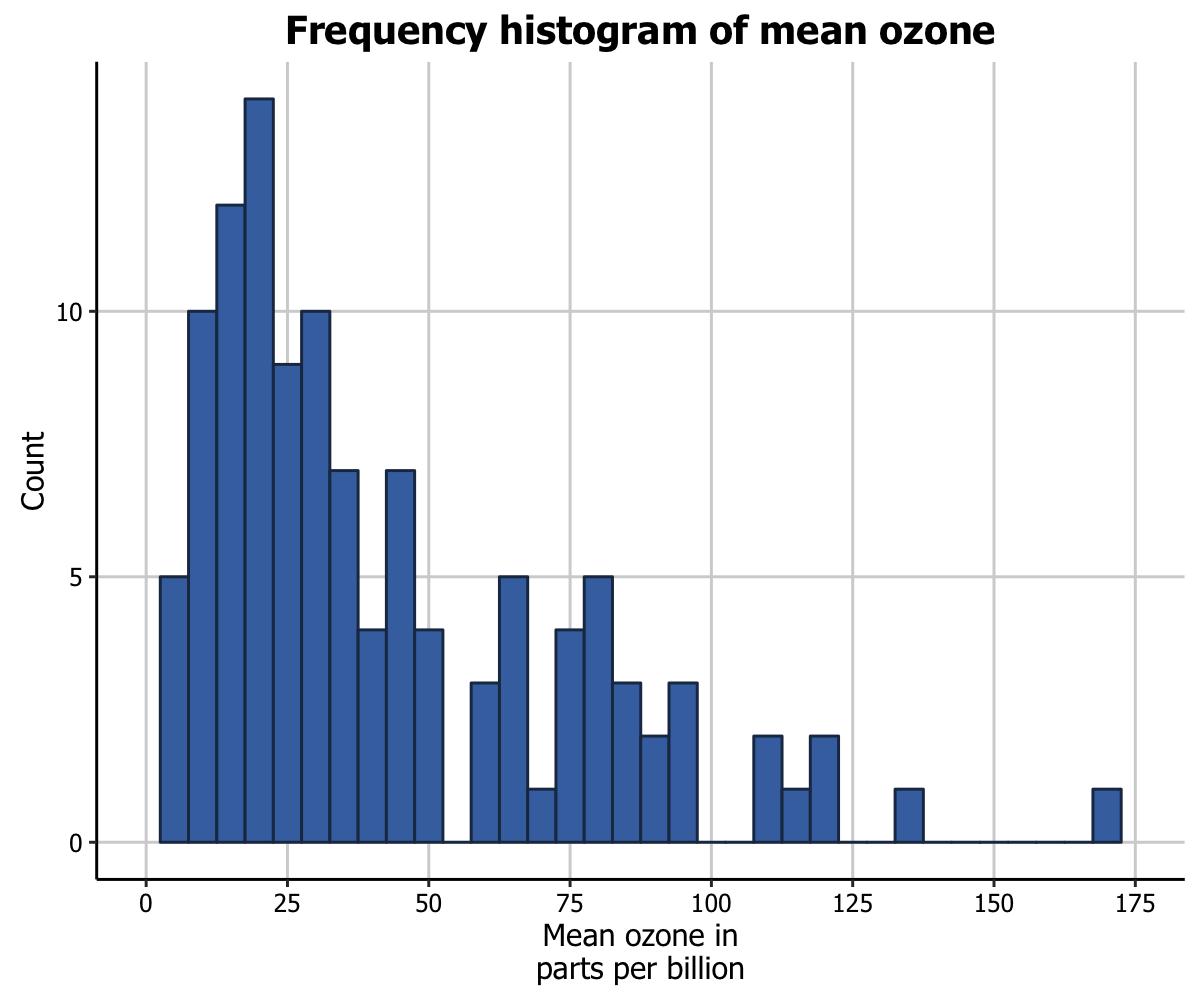 Frequency histogram of mean ozone
10
5
0
Count
0 25 50 75 100 125 150 175
Mean ozone in
parts per billion